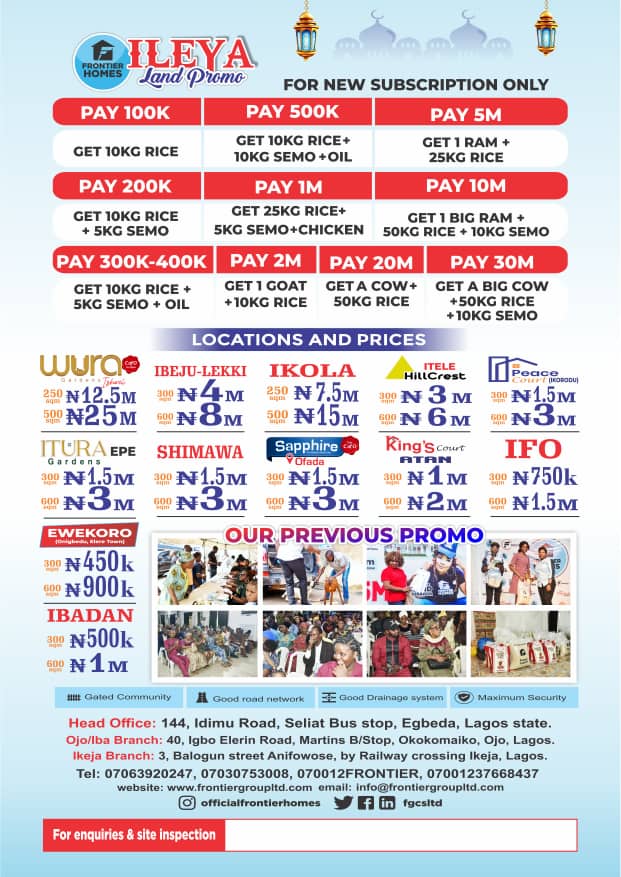 FRONTIER
HOMES
ILEYA
Land Promo
FOR NEW SUBSCRIPTION ONLY
PAY 100K
GET 10KG RICE
PAY 500K
GET 10KG RICE+
10KG SEMO +OIL
PAY 5M
GET 1 RAM +
25KG RICE
PAY 200K
GET 10KG RICE
+ 5KG SEMO
PAY 1M
GET 25KG RICE+
5KG SEMO+CHICKEN
PAY 10M
GET 1 BIG RAM +
50KG RICE + 10KG SEMO
PAY 300K-400K
GET 10KG RICE +
5KG SEMO + OIL
PAY 2M
GET 1 GOAT
+10KG RICE
PAY 20M
GET A COW+
50KG RICE
PAY 30M
GET A BIG COW
+50KG RICE
+10KG SEMO
LOCATIONS AND PRICES
wura
Gardens
CofO
250 sqm ₦12.5M
500 sqm ₦25M
IBEJU-LEKKI
300 sqm ₦4M
600 sqm ₦8M
IKOLA
250 sqm ₦7.5M
500 sqm ₦15M
ITELE
HillCrest
300 sqm ₦3M
600 sqm ₦6M
Peace
Court (IKORODU)
300 sqm ₦1.5M
600 sqm ₦3M
ITURA EPE
Gardens
300 sqm ₦1.5M
600 sqm ₦3M
SHIMAWA
300 sqm ₦1.5M
600 sqm ₦3M
Sapphire
Ofada
300 sqm ₦1.5M
600 sqm ₦3M
King's Court
ATAN
300 sqm ₦1M
600 sqm ₦2M
IFO
300 sqm ₦750k
600 sqm ₦1.5M
EWEKORO
(Onigbedu, Elere Town)
300 sqm ₦450k
600 sqm ₦900k
IBADAN
300 sqm ₦500k
600 sqm ₦1M
OUR PREVIOUS PROMO
Gated Community
Good road network
Good Drainage system
Maximum Security
Head Office: 144, Idimu Road, Seliat Bus stop, Egbeda, Lagos state.
Ojo/Iba Branch: 40, Igbo Elerin Road, Martins B/Stop, Okokomaiko, Ojo, Lagos.
Ikeja Branch: 3, Balogun street Anifowose, by Railway crossing Ikeja, Lagos.
Tel: 07063920247, 07030753008, 070012FRONTIER, 07001237668437
website: www.frontiergroupltd.com email: info@frontiergroupltd.com
officialfrontierhomes fgcsltd
For enquiries & site inspection